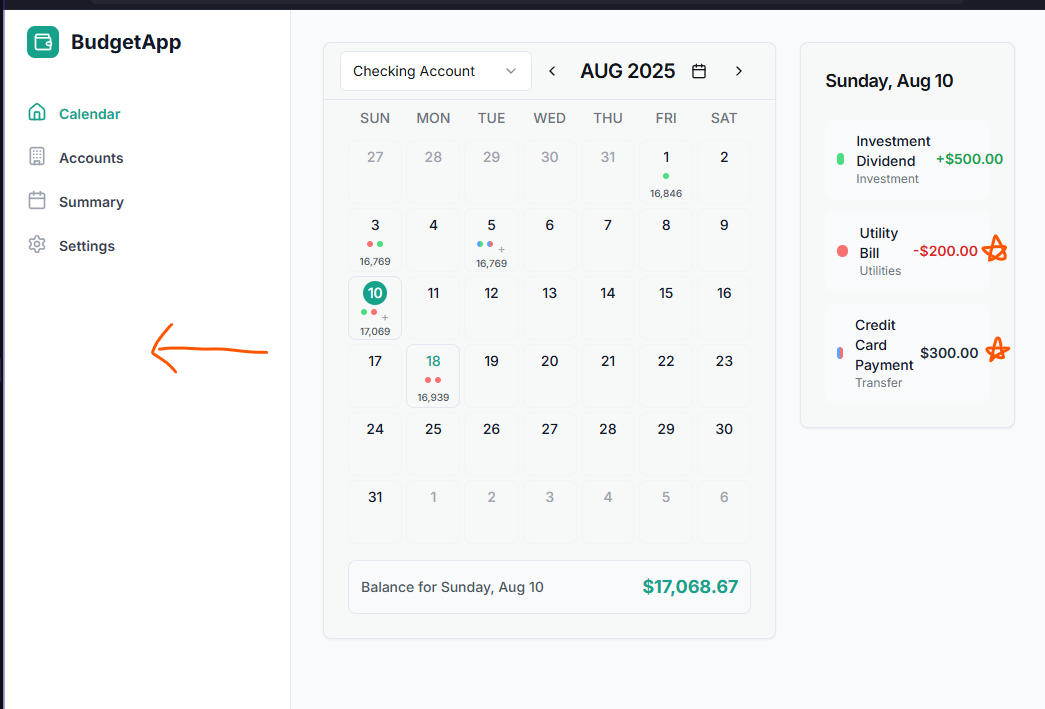 BudgetApp
Calendar
Accounts
Summary
Settings
Checking Account
AUG 2025
SUN MON TUE WED THU FRI SAT
27 28 29 30 31 1 2
16,846
3 4 5 6 7 8 9
+
16,769 16,769
10 11 12 13 14 15 16
+
17,069
17 18 19 20 21 22 23
16,939
24 25 26 27 28 29 30
31 1 2 3 4 5 6
Balance for Sunday, Aug 10 $17,068.67
Sunday, Aug 10
Investment
Dividend +$500.00
Investment
Utility
Bill -$200.00
Utilities
Credit
Card $300.00
Payment
Transfer